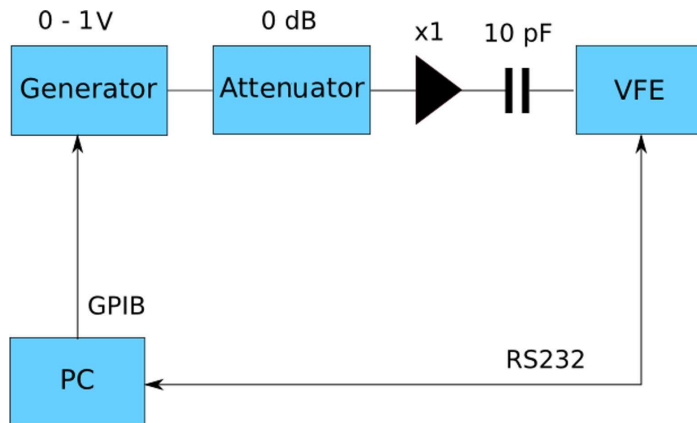 0 - 1V
0 dB
x1
10 pF
Generator
Attenuator
VFE
GPIB
RS232
PC